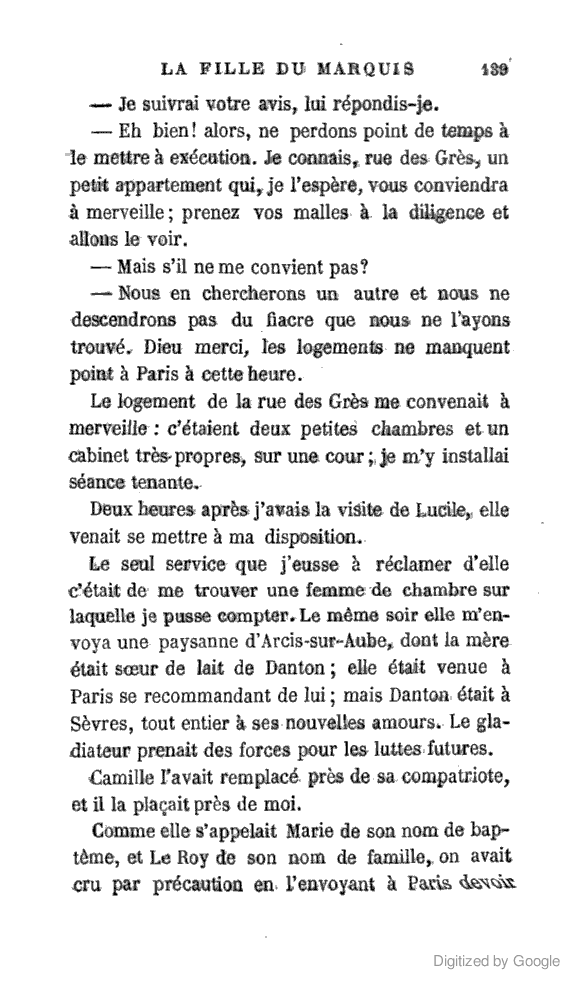 LA FILLE DU MARQUIS 139
— Je suivrai votre avis, lui répondis-je.
— Eh bien! alors, ne perdons point de temps à
le mettre à exécution. Je connais, rue des Grès, un
petit appartement qui, je l'espère, vous conviendra
à merveille; prenez vos malles à la diligence et
allons le voir.
— Mais s'il ne me convient pas?
— Nous en chercherons un autre et nous ne
descendrons pas du fiacre que nous ne l'ayons
trouvé. Dieu merci, les logements ne manquent
point à Paris à cette heure.
Le logement de la rue des Grès me convenait à
merveille : c'étaient deux petites chambres et un
cabinet très-propres, sur une cour; je m'y installai
séance tenante.
Deux heures après j'avais la visite de Lucile, elle
venait se mettre à ma disposition.
Le seul service que j'eusse à réclamer d'elle
c'était de me trouver une femme de chambre sur
laquelle je pusse compter. Le même soir elle m'en-
voya une paysanne d'Arcis-sur-Aube, dont la mère
était sœur de lait de Danton; elle était venue à
Paris se recommandant de lui; mais Danton était à
Sèvres, tout entier à ses nouvelles amours. Le gla-
diateur prenait des forces pour les luttes futures.
Camille l'avait remplacé près de sa compatriote,
et il la plaçait près de moi.
Comme elle s'appelait Marie de son nom de bap-
tême, et Le Roy de son nom de famille, on avait
cru par précaution en l'envoyant à Paris devoir
Digitized by Google